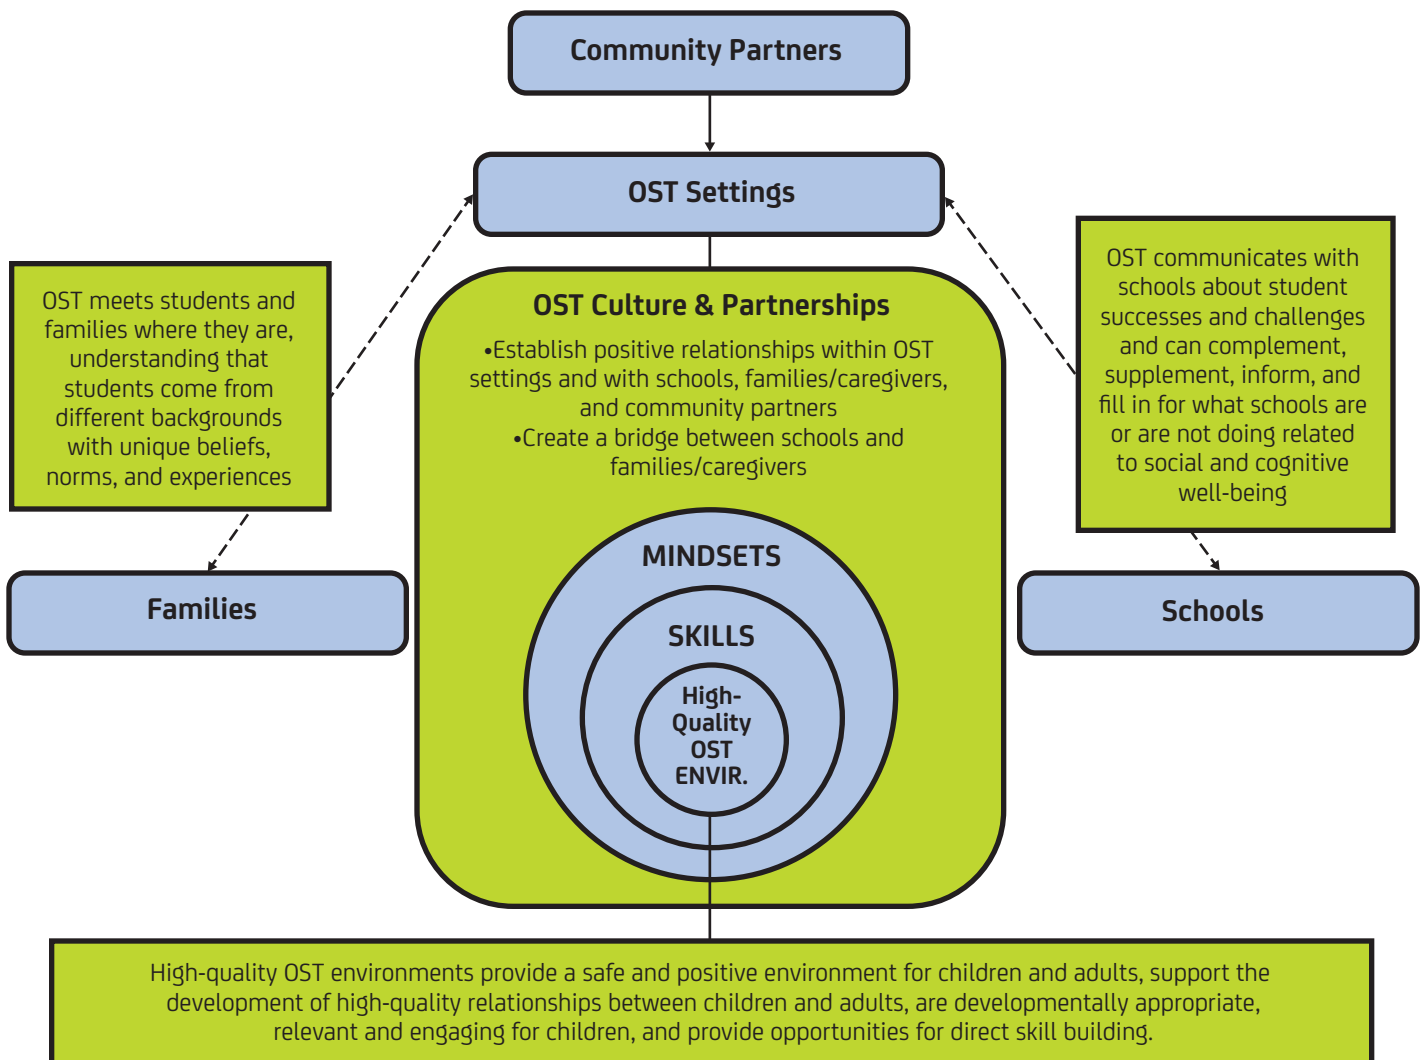 Community Partners
OST Settings
OST meets students and
families where they are,
understanding that
students come from
different backgrounds
with unique beliefs,
norms, and experiences
OST Culture & Partnerships
•Establish positive relationships within OST
settings and with schools, families/caregivers,
and community partners
•Create a bridge between schools and
families/caregivers
OST communicates with
schools about student
successes and challenges
and can complement,
supplement, inform, and
fill in for what schools are
or are not doing related
to social and cognitive
well-being
Families
MINDSETS
SKILLS
High-
Quality
OST
ENVIR.
Schools
High-quality OST environments provide a safe and positive environment for children and adults, support the
development of high-quality relationships between children and adults, are developmentally appropriate,
relevant and engaging for children, and provide opportunities for direct skill building.